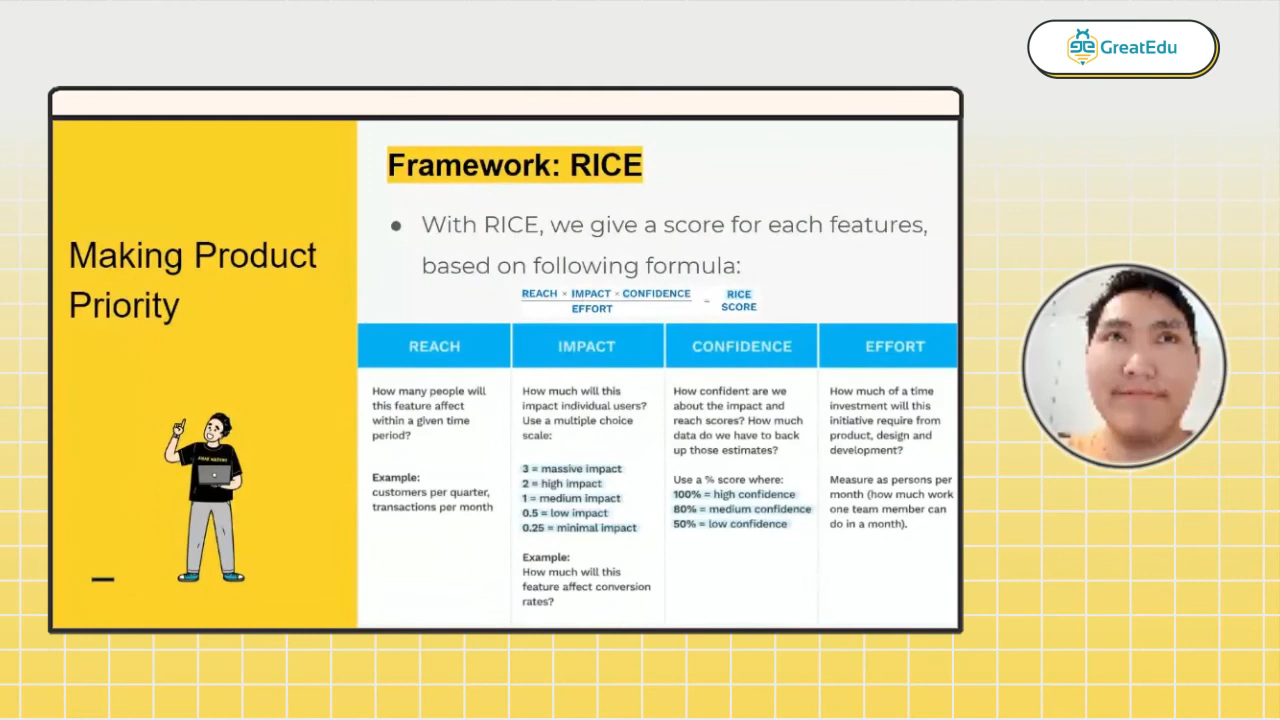 GreatEdu
Making Product
Priority
Framework: RICE
● With RICE, we give a score for each features,
based on following formula:
REACH × IMPACT × CONFIDENCE
EFFORT
=
RICE
SCORE
REACH
How many people will
this feature affect
within a given time
period?
Example:
customers per quarter,
transactions per month
IMPACT
How much will this
impact individual users?
Use a multiple choice
scale:
3 = massive impact
2 = high impact
1 = medium impact
0.5 = low impact
0.25 = minimal impact
Example:
How much will this
feature affect conversion
rates?
CONFIDENCE
How confident are we
about the impact and
reach scores? How much
data do we have to back
up those estimates?
Use a % score where:
100% = high confidence
80% = medium confidence
50% = low confidence
EFFORT
How much of a time
investment will this
initiative require from
product, design and
development?
Measure as persons per
month (how much work
one team member can
do in a month).